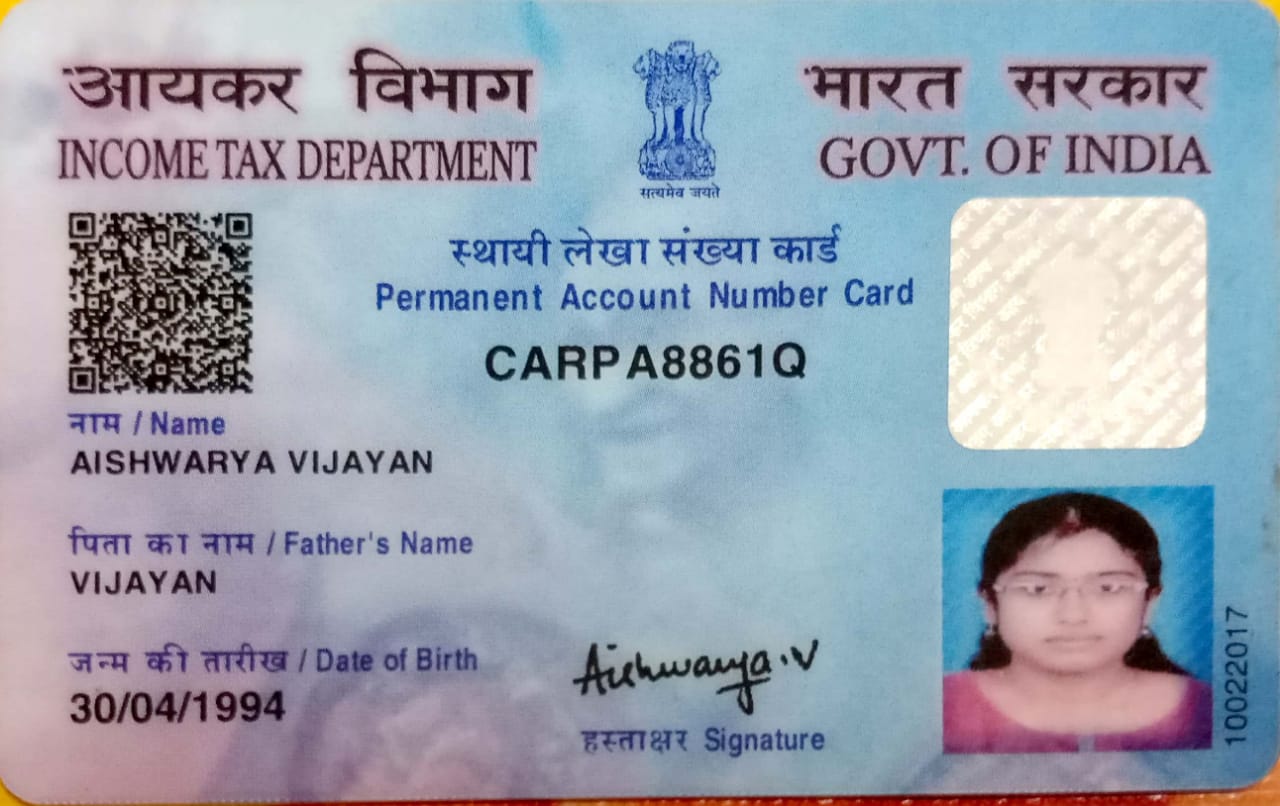 आयकर विभाग
INCOME TAX DEPARTMENT
सत्यमेव जयते
भारत सरकार
GOVT. OF INDIA
स्थायी लेखा संख्या कार्ड
Permanent Account Number Card
CARPA8861Q
नाम / Name
AISHWARYA VIJAYAN
पिता का नाम / Father's Name
VIJAYAN
जन्म की तारीख / Date of Birth
30/04/1994
Aishwarya.V
हस्ताक्षर Signature
10022017